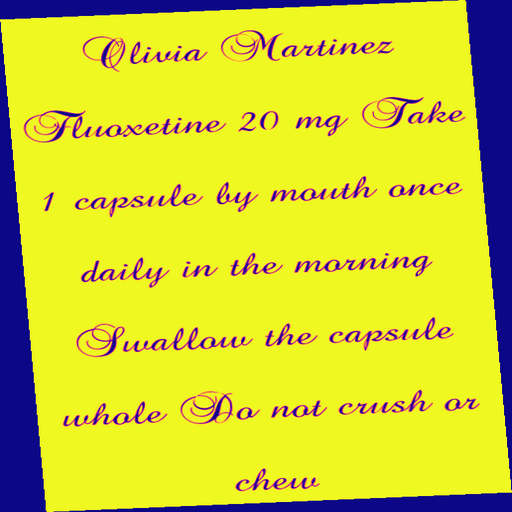 Olivia Martinez
Fluoxetine 20 mg Take
1 capsule by mouth once
daily in the morning
Swallow the capsule
whole Do not crush or
chew